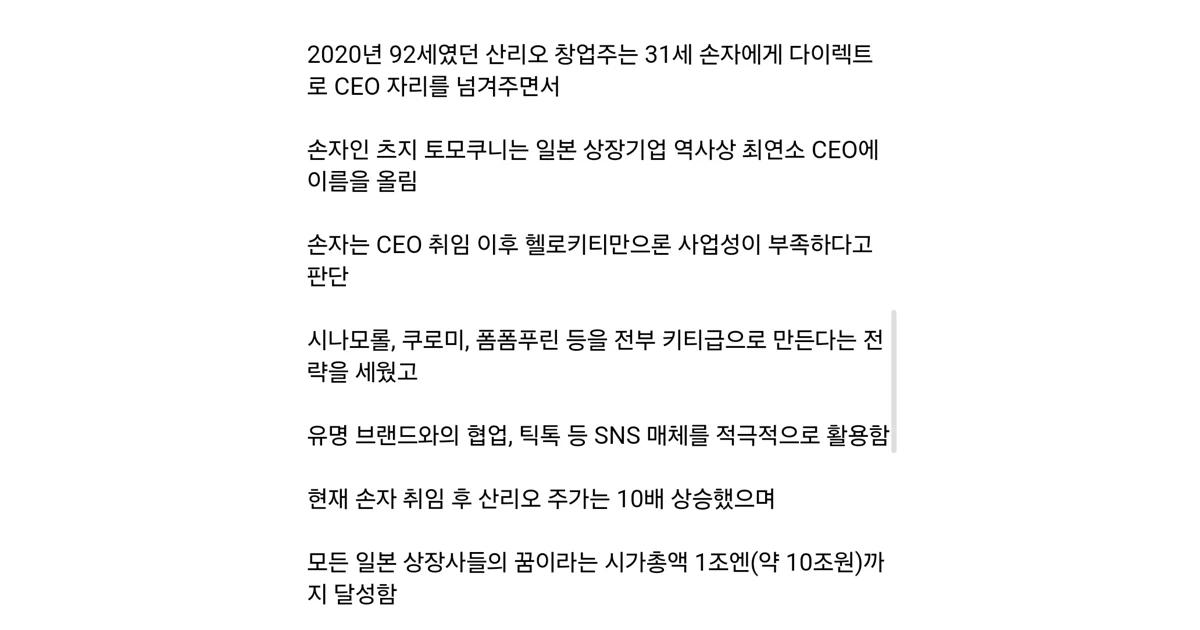 2020년 92세였던 산리오 창업주는 31세 손자에게 다이렉트
로 CEO 자리를 넘겨주면서
손자인 츠지 토모쿠니는 일본 상장기업 역사상 최연소 CEO에
이름을 올림
손자는 CEO 취임 이후 헬로키티만으론 사업성이 부족하다고
판단
시나모롤, 쿠로미, 폼폼푸린 등을 전부 키티급으로 만든다는 전
략을 세웠고
유명 브랜드와의 협업, 틱톡 등 SNS 매체를 적극적으로 활용함
현재 손자 취임 후 산리오 주가는 10배 상승했으며
모든 일본 상장사들의 꿈이라는 시가총액 1조엔(약 10조원)까
지 달성함